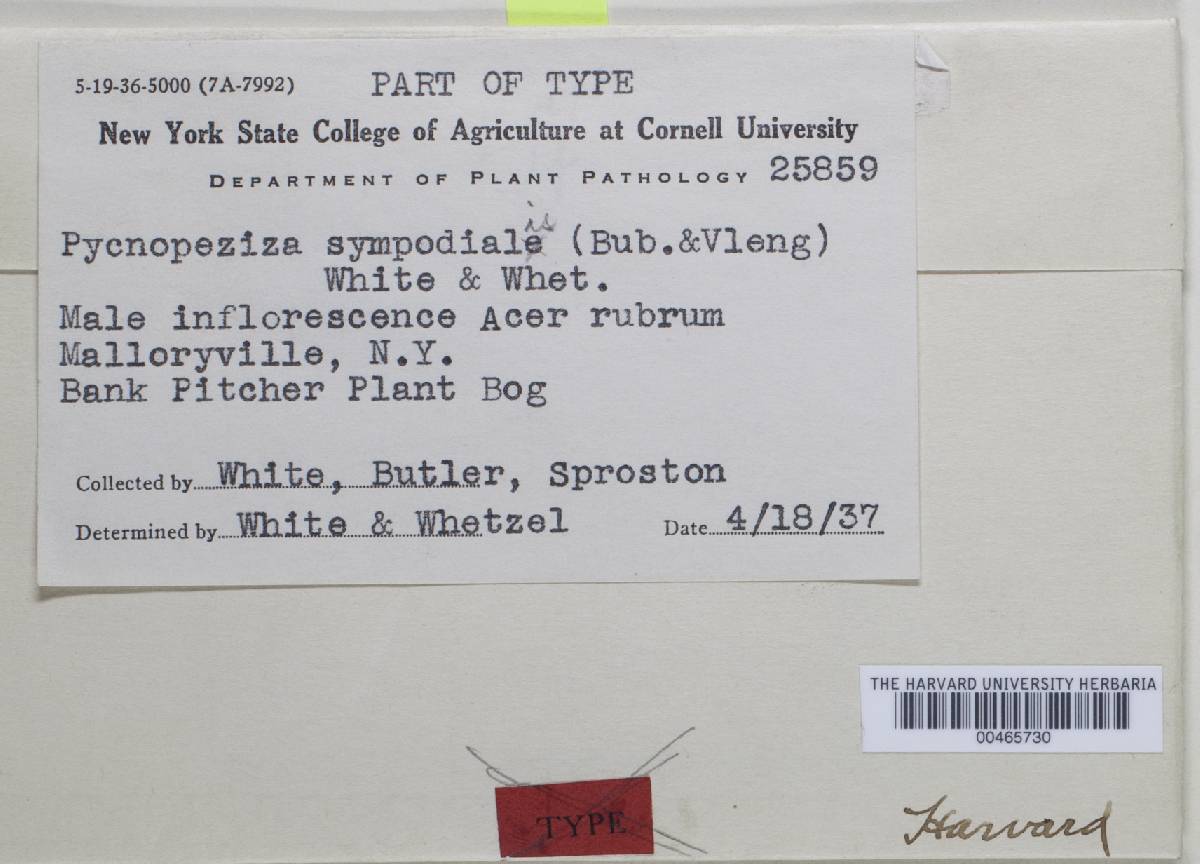 5-19-36-5000 (7A-7992) PART OF TYPE
New York State College of Agriculture at Cornell University
DEPARTMENT OF PLANT PATHOLOGY 25859
Pycnopeziza sympodialis (Bub.&Vleng)
White & Whet.
Male inflorescence Acer rubrum
Malloryville, N.Y.
Bank Pitcher Plant Bog
Collected by White, Butler, Sproston
Determined by White & Whetzel Date 4/18/37
THE HARVARD UNIVERSITY HERBARIA
00465730
TYPE
Harvard